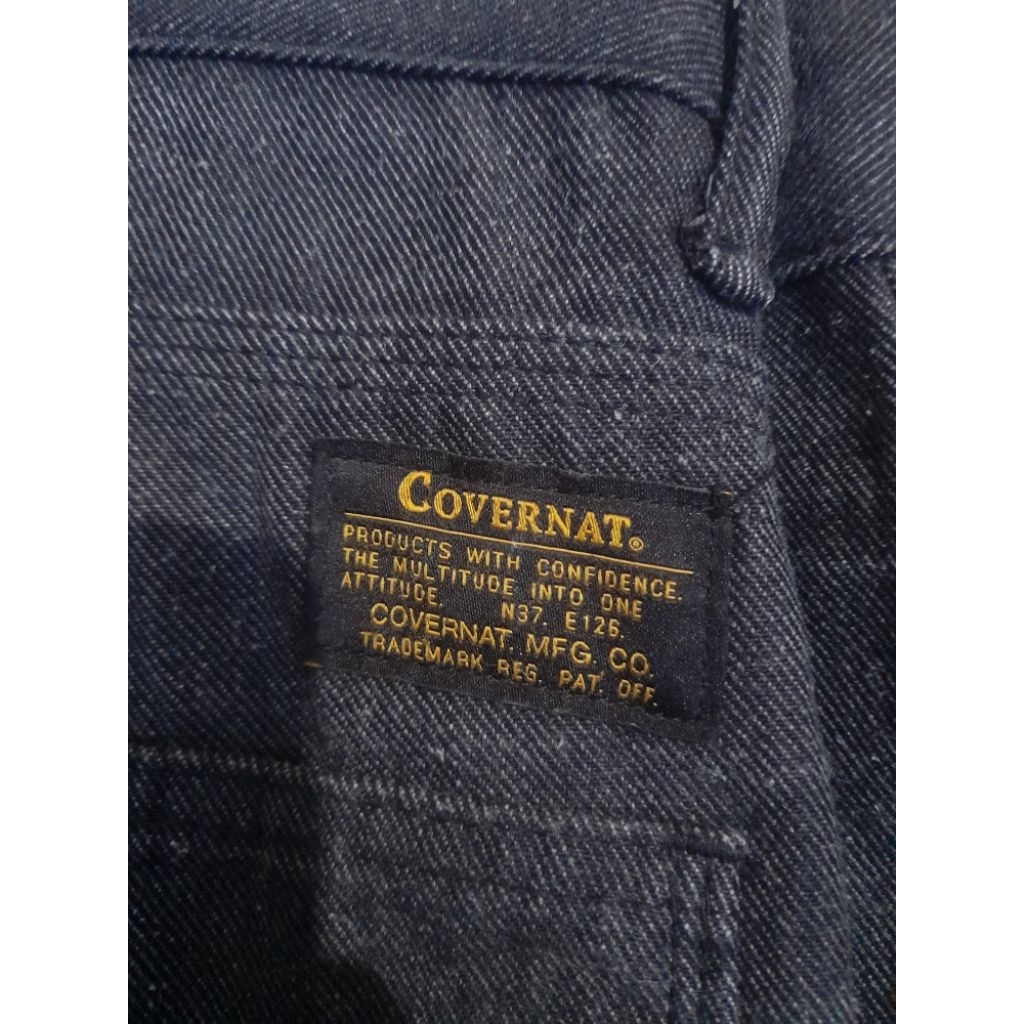 COVERNAT®
PRODUCTS WITH CONFIDENCE.
THE MULTITUDE INTO ONE
ATTITUDE. N37. E126.
COVERNAT. MFG. CO.
TRADEMARK REG. PAT. OFF.